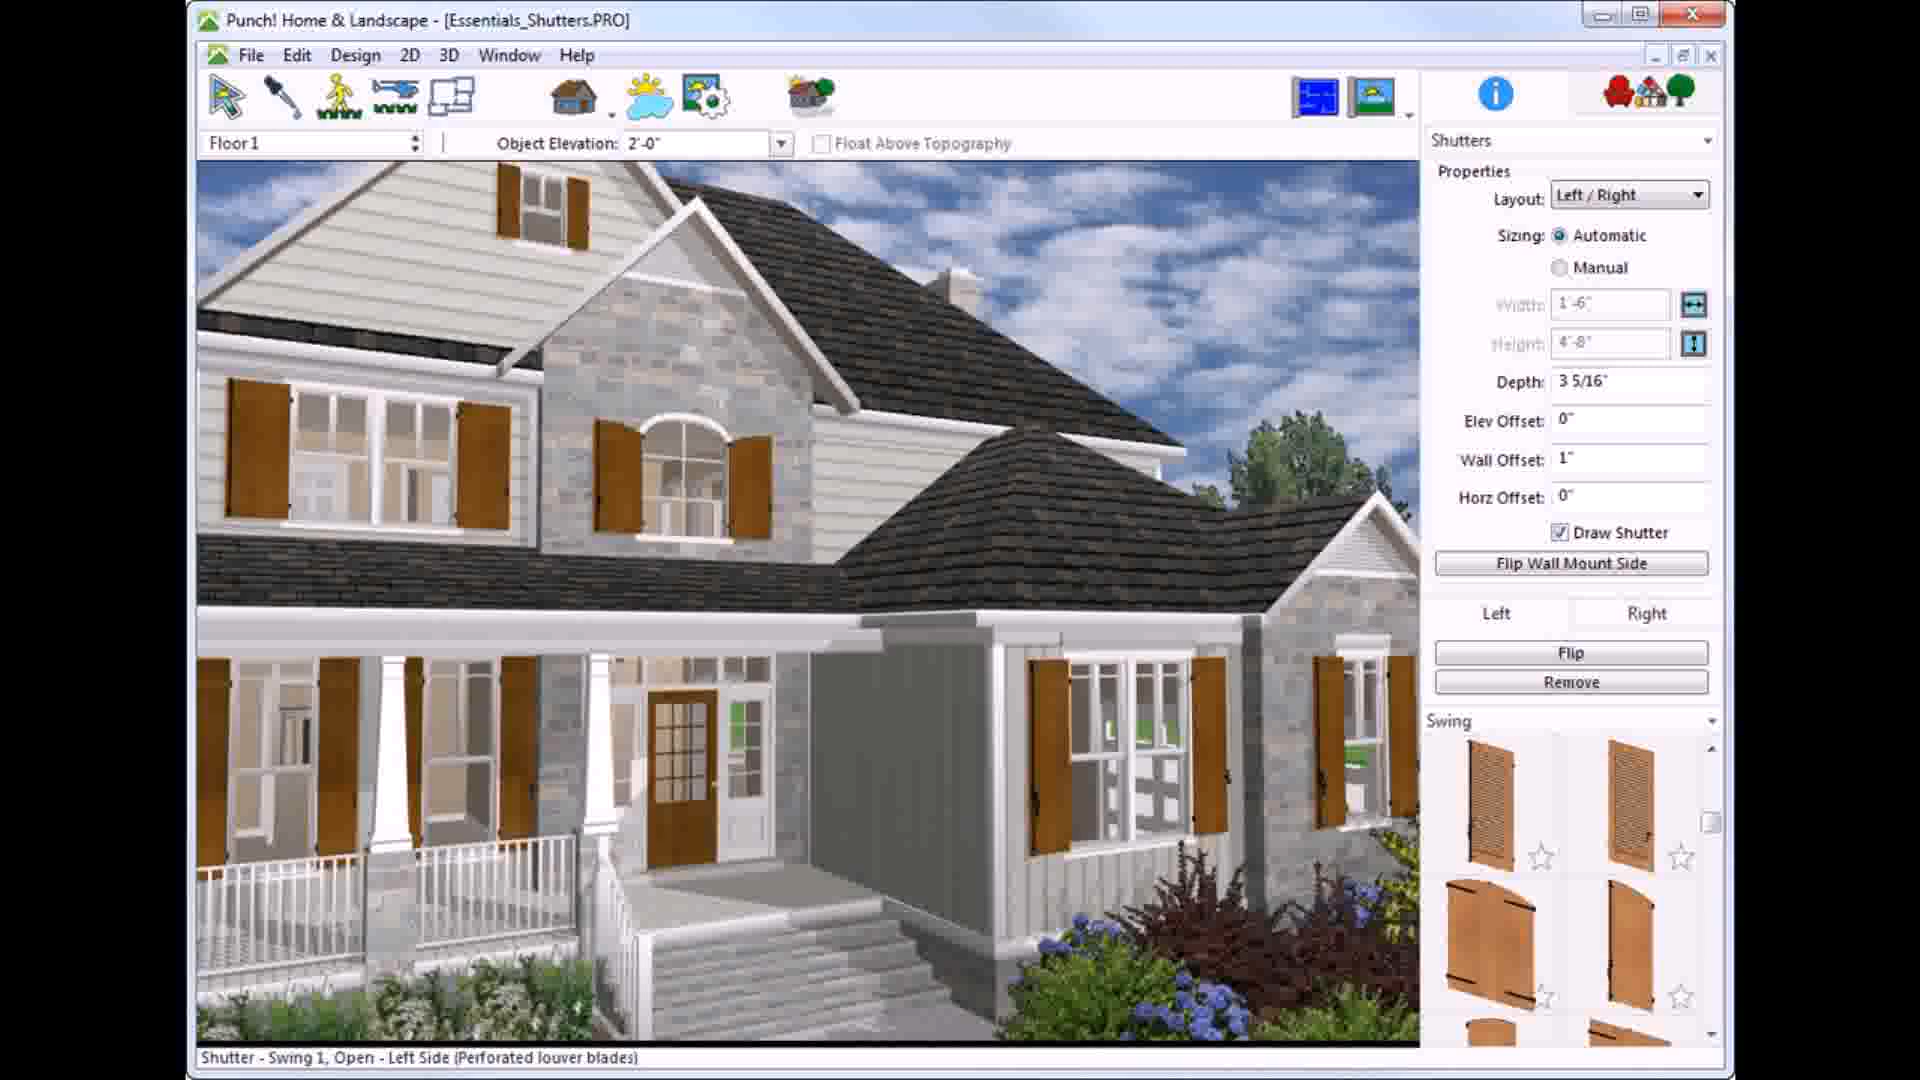 Punch! Home & Landscape - [Essentials_Shutters.PRO]
File Edit Design 2D 3D Window Help
Floor 1
Object Elevation: 2'-0"
Float Above Topography
Shutters
Properties
Layout: Left / Right
Sizing: Automatic
Manual
Width: 1'-6"
Height: 4'-8"
Depth: 3 5/16"
Elev Offset: 0"
Wall Offset: 1"
Horz Offset: 0"
Draw Shutter
Flip Wall Mount Side
Left Right
Flip
Remove
Swing
Shutter - Swing 1, Open - Left Side (Perforated louver blades)